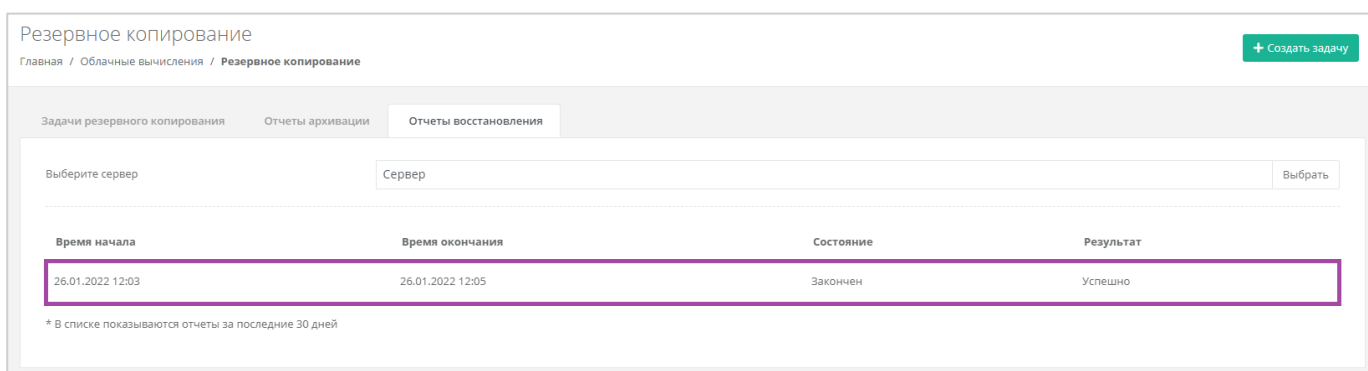 Резервное копирование
+ Создать задачу
Главная / Облачные вычисления / Резервное копирование
Задачи резервного копирования Отчеты архивации Отчеты восстановления
Выберите сервер Сервер Выбрать
Время начала Время окончания Состояние Результат
26.01.2022 12:03 26.01.2022 12:05 Закончен Успешно
* В списке показываются отчеты за последние 30 дней